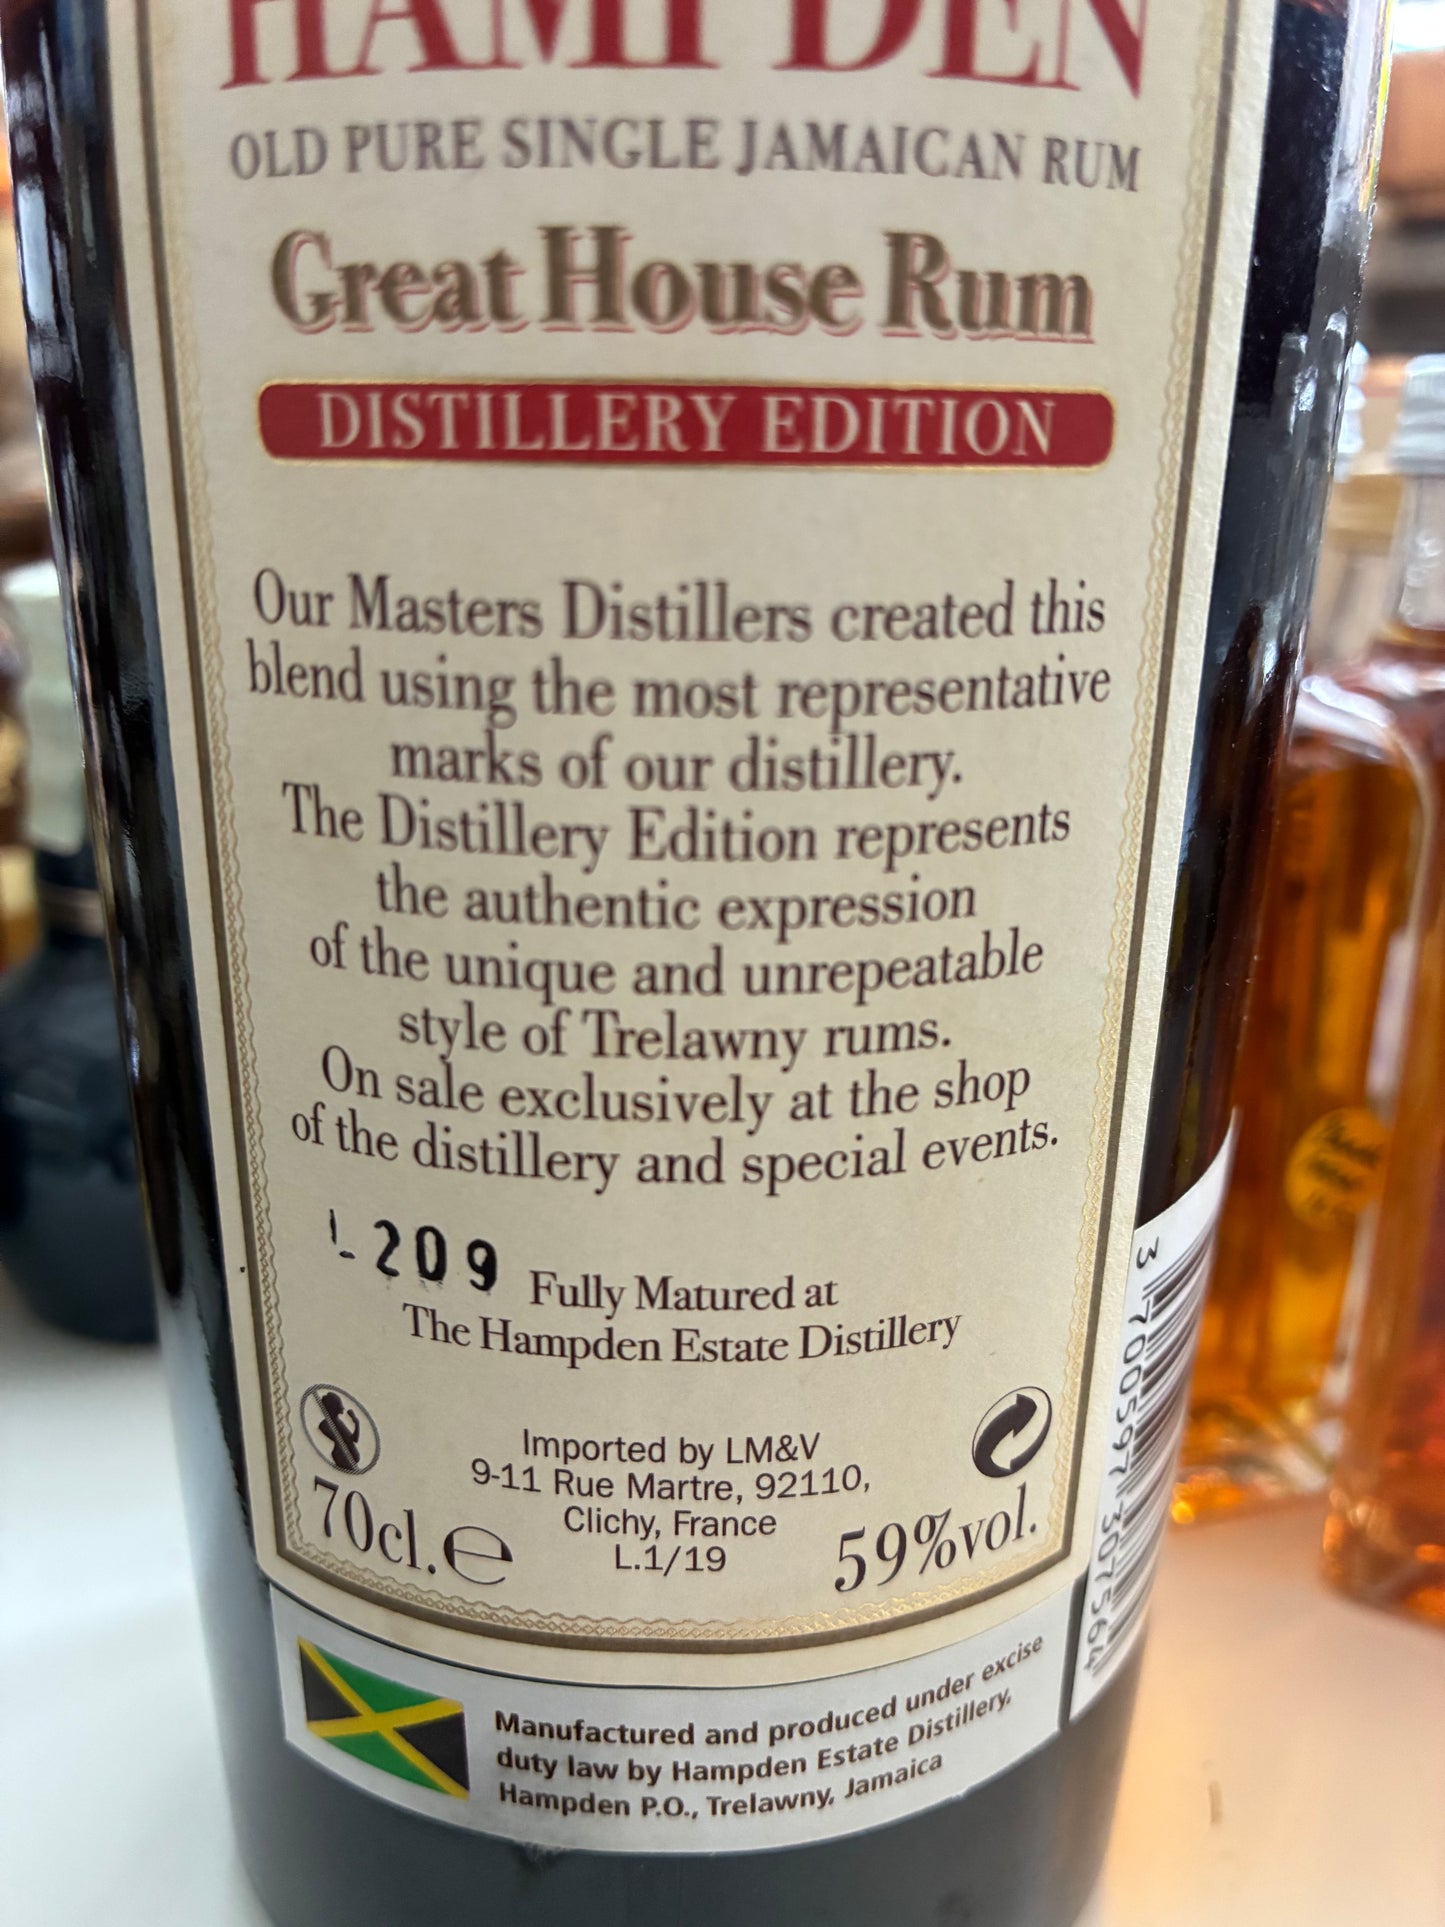 HAMPDEN
OLD PURE SINGLE JAMAICAN RUM
Great House Rum
DISTILLERY EDITION
Our Masters Distillers created this
blend using the most representative
marks of our distillery.
The Distillery Edition represents
the authentic expression
of the unique and unrepeatable
style of Trelawny rums.
On sale exclusively at the shop
of the distillery and special events.
L 209
Fully Matured at
The Hampden Estate Distillery
Imported by LM&V
9-11 Rue Martre, 92110,
Clichy, France
L.1/19
70cl. e
59%vol.
Manufactured and produced under excise
duty law by Hampden Estate Distillery,
Hampden P.O., Trelawny, Jamaica
3 700597 307564